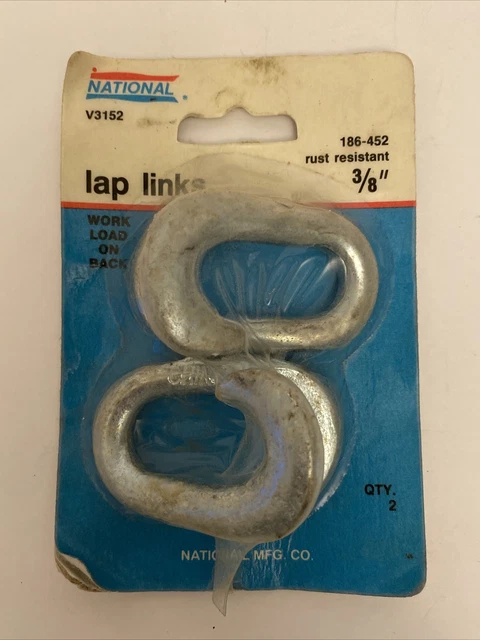 NATIONAL
V3152
186-452
rust resistant
lap links
3/8"
WORK
LOAD
ON
BACK
QTY.
2
NATIONAL MFG. CO.